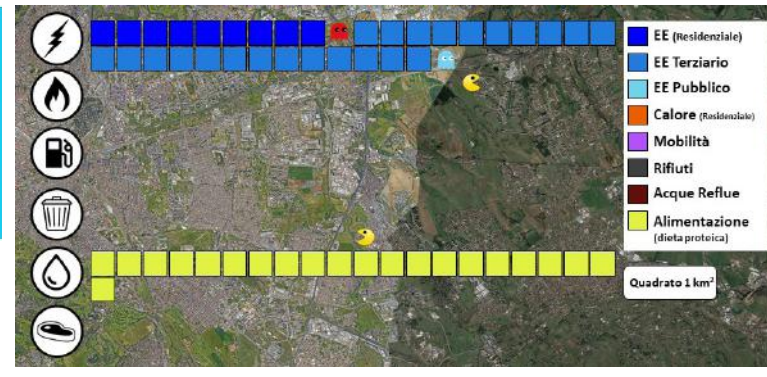 EE (Residenziale)
EE Terziario
EE Pubblico
Calore (Residenziale)
Mobilità
Rifiuti
Acque Reflue
Alimentazione
(dieta proteica)
Quadrato 1 km²